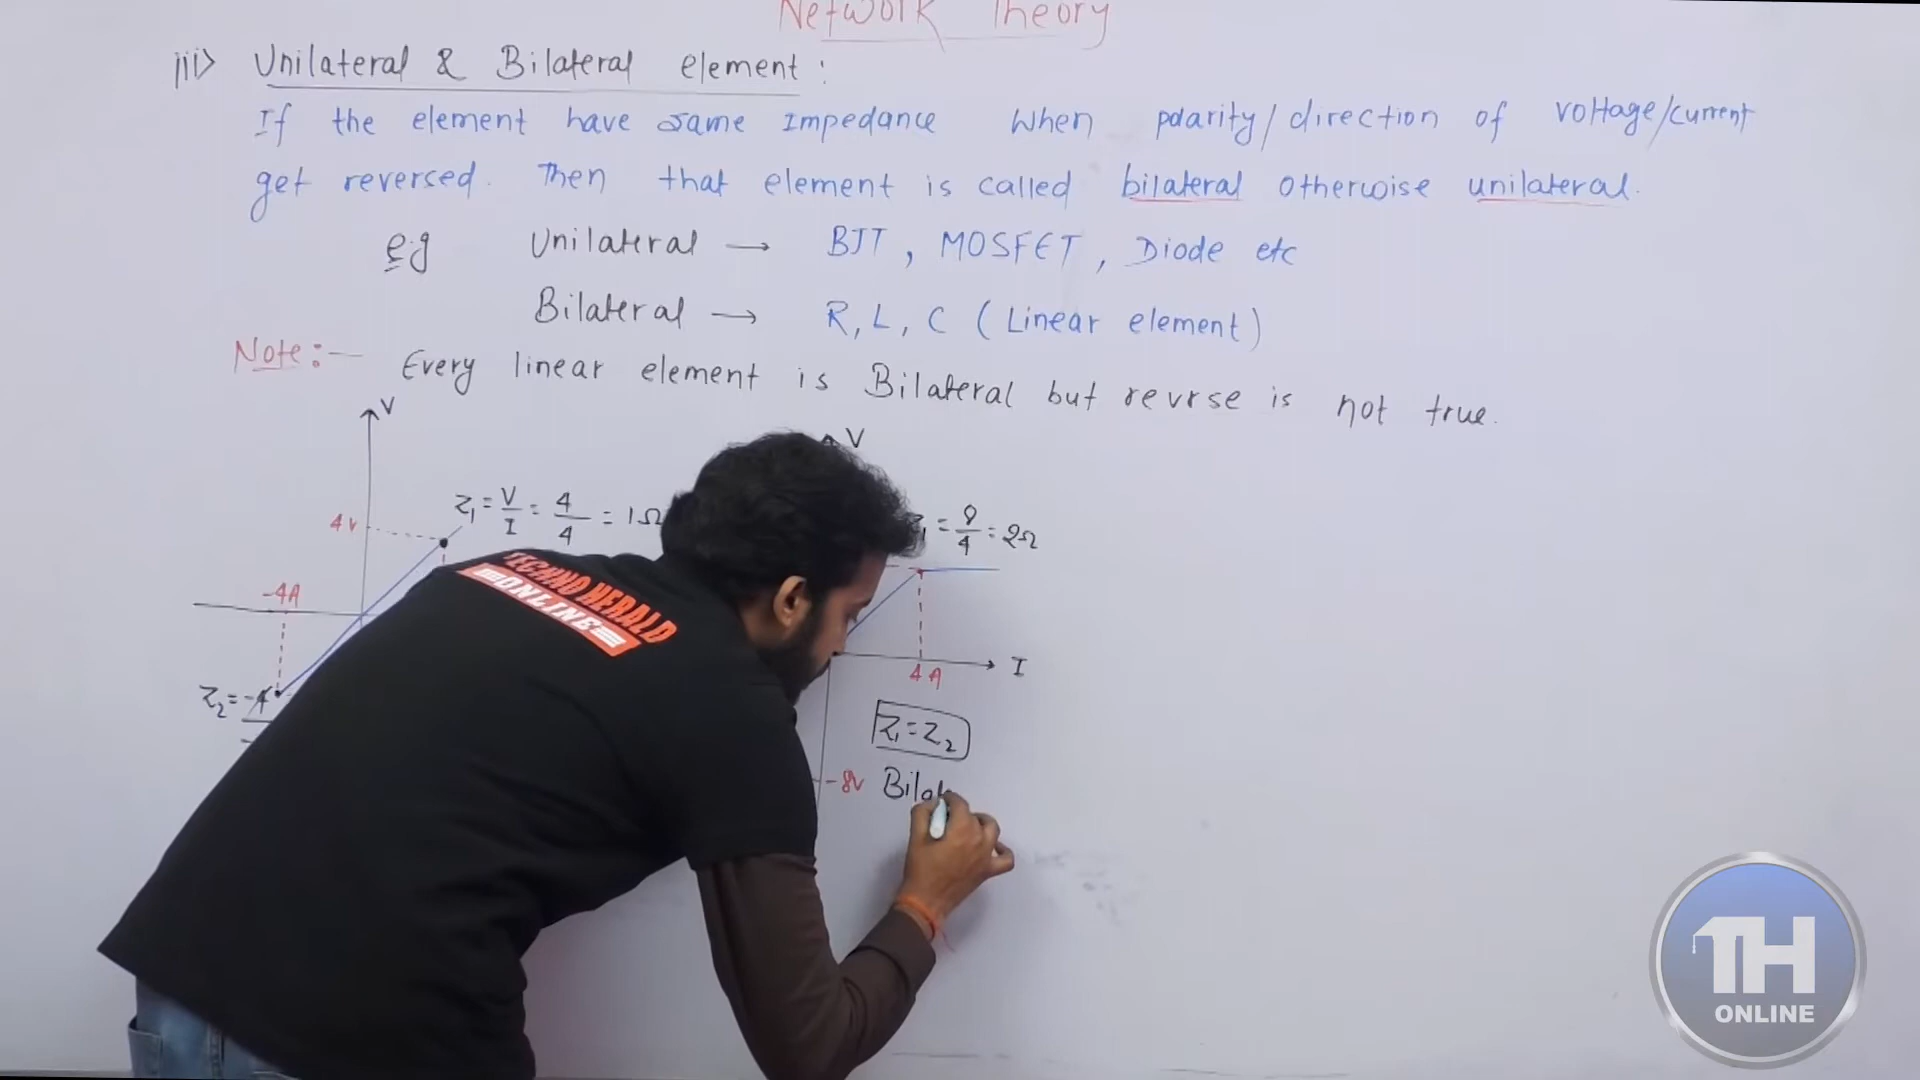 Network Theory
iii> Unilateral & Bilateral element :
If the element have same impedance when polarity/direction of voltage/current
get reversed. Then that element is called bilateral otherwise unilateral.
e.g Unilateral → BJT, MOSFET, Diode etc
Bilateral → R, L, C (Linear element)
Note:- Every linear element is Bilateral but revrse is not true.
V
Z₁ = V/I = 4/4 = 1Ω
4V
-4A
Z₂ = -4
V
= 8/4 = 2Ω
I
4A
Z₁ = Z₂
-8V
Bilat
TECHNO HERALD
ONLINE
TH
ONLINE